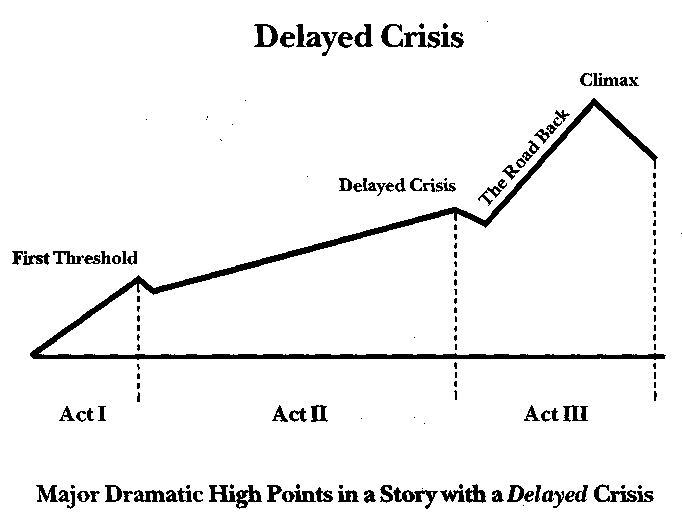 Delayed Crisis
Climax
The Road Back
Delayed Crisis
First Threshold
Act I
Act II
Act III
Major Dramatic High Points in a Story with a Delayed Crisis